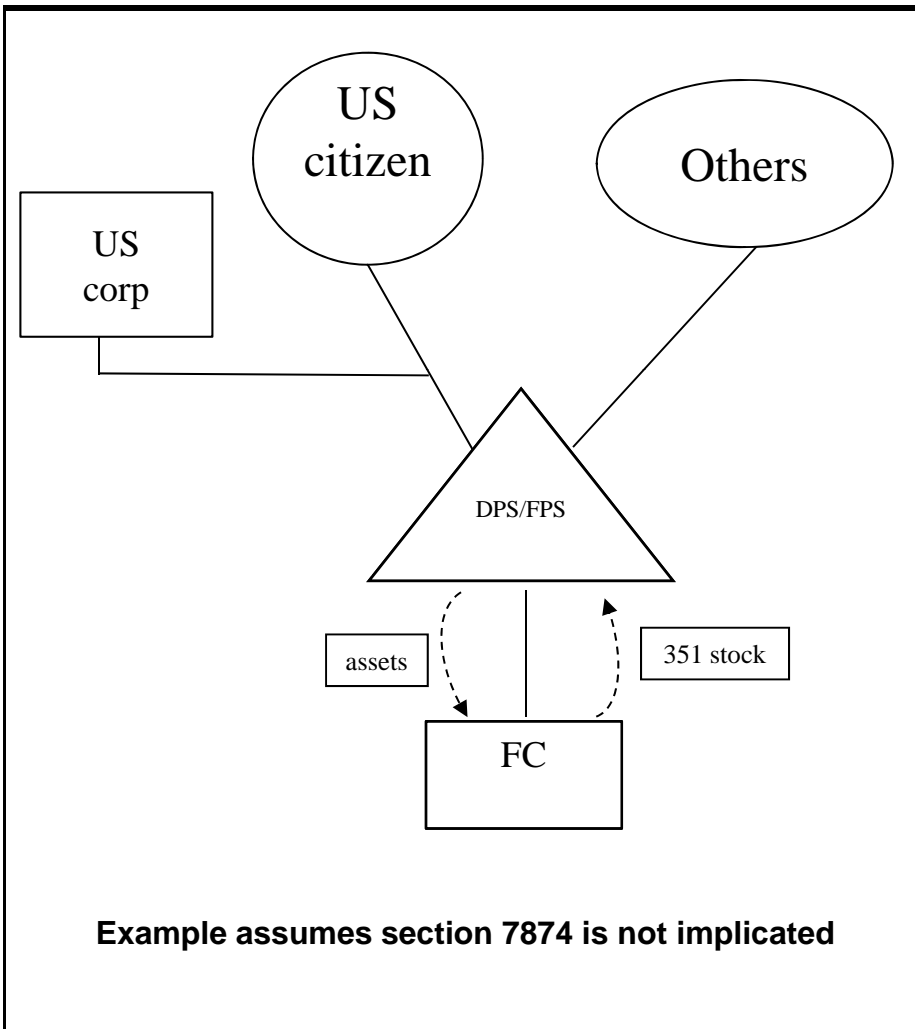 US
citizen
Others
US
corp
DPS/FPS
assets
351 stock
FC
Example assumes section 7874 is not implicated